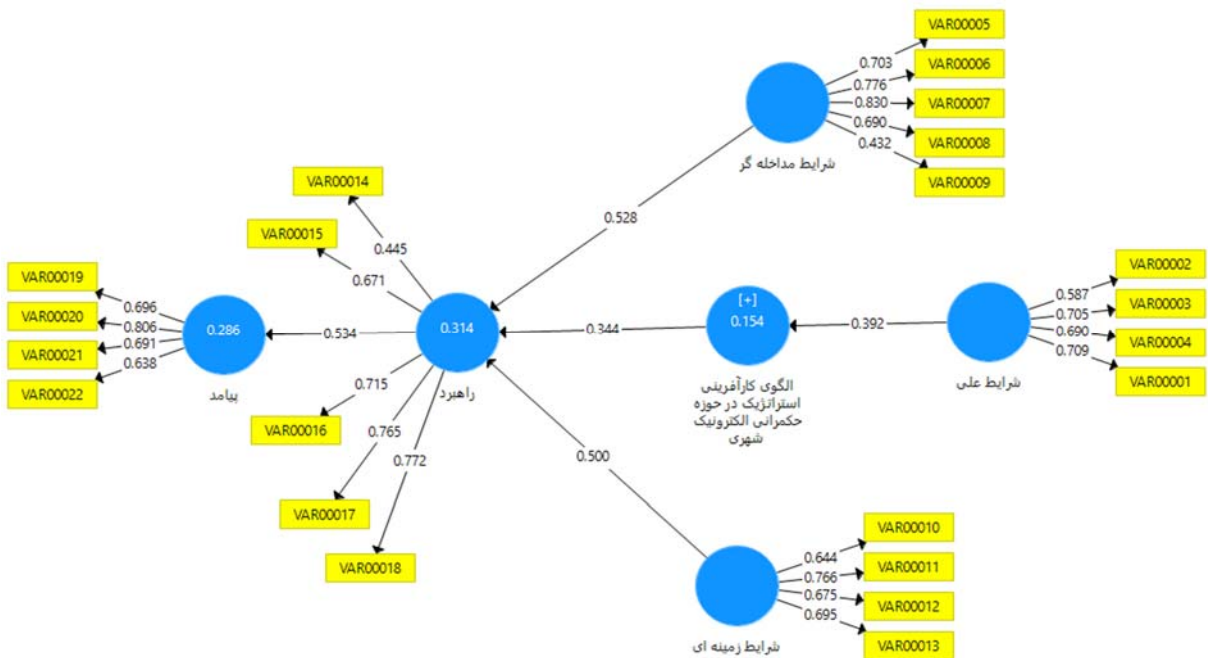 VAR00005
0.703
VAR00006
0.776
VAR00007
0.830
VAR00008
0.690
VAR00009
0.432
شرایط مداخله گر
0.528
VAR00014
0.445
VAR00015
0.671
VAR00019
0.696
VAR00020
0.806
VAR00021
0.691
VAR00022
0.638
0.286
پیامد
0.534
0.314
راهبرد
0.344
[+]
0.154
الگوی کارآفرینی
استراتژیک در حوزه
حکمرانی الکترونیک
شهری
0.392
شرایط علی
VAR00002
0.587
VAR00003
0.705
VAR00004
0.690
VAR00001
0.709
0.715
VAR00016
0.765
VAR00017
0.772
VAR00018
0.500
شرایط زمینه ای
VAR00010
0.644
VAR00011
0.766
VAR00012
0.675
VAR00013
0.695